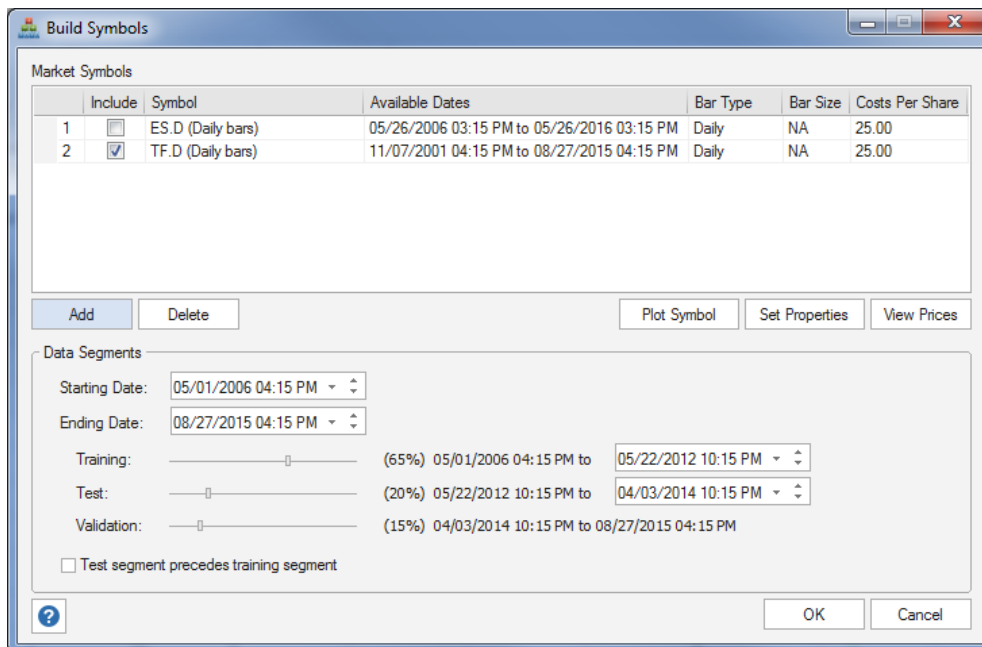 Build Symbols
Market Symbols
Include Symbol Available Dates Bar Type Bar Size Costs Per Share
1 ES.D (Daily bars) 05/26/2006 03:15 PM to 05/26/2016 03:15 PM Daily NA 25.00
2 TF.D (Daily bars) 11/07/2001 04:15 PM to 08/27/2015 04:15 PM Daily NA 25.00
Add Delete Plot Symbol Set Properties View Prices
Data Segments
Starting Date: 05/01/2006 04:15 PM
Ending Date: 08/27/2015 04:15 PM
Training: (65%) 05/01/2006 04:15 PM to 05/22/2012 10:15 PM
Test: (20%) 05/22/2012 10:15 PM to 04/03/2014 10:15 PM
Validation: (15%) 04/03/2014 10:15 PM to 08/27/2015 04:15 PM
Test segment precedes training segment
? OK Cancel